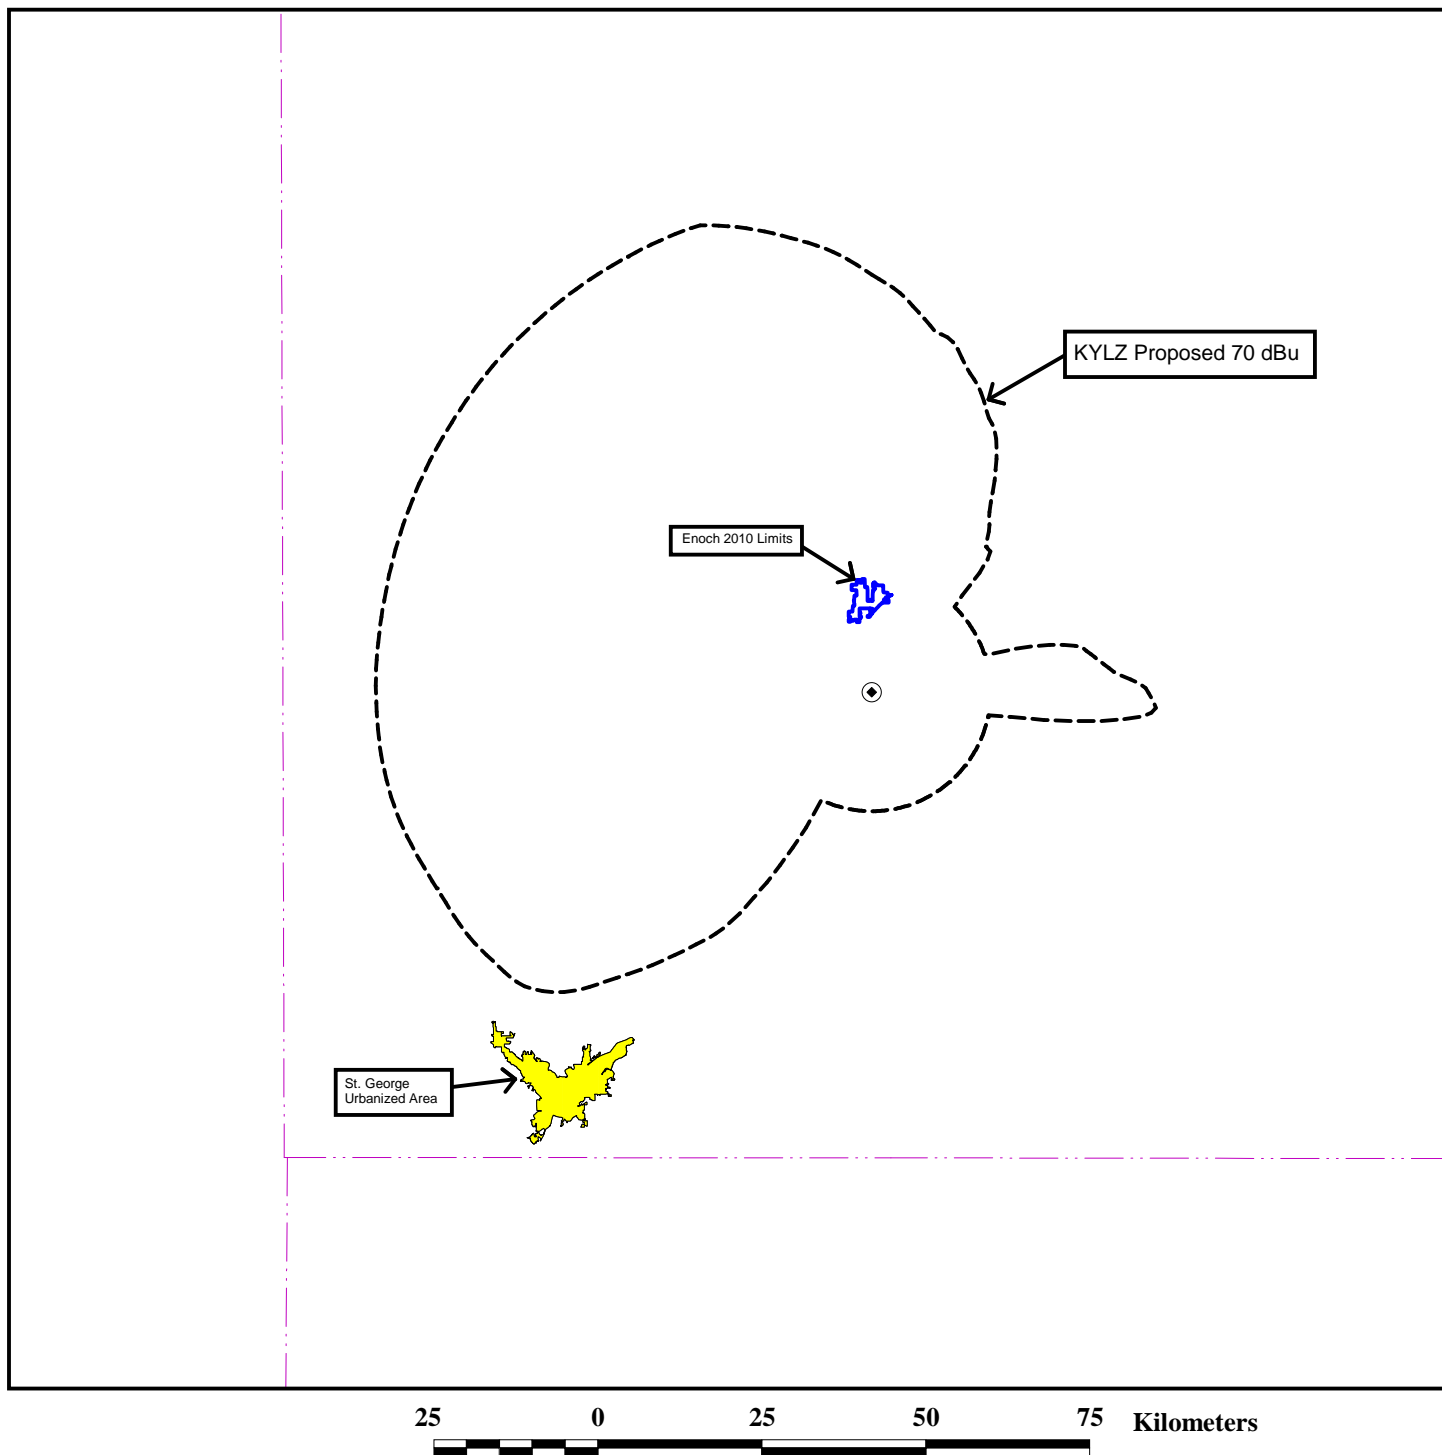 KYLZ Proposed 70 dBu
Enoch 2010 Limits
St. George
Urbanized Area
25 0 25 50 75 Kilometers